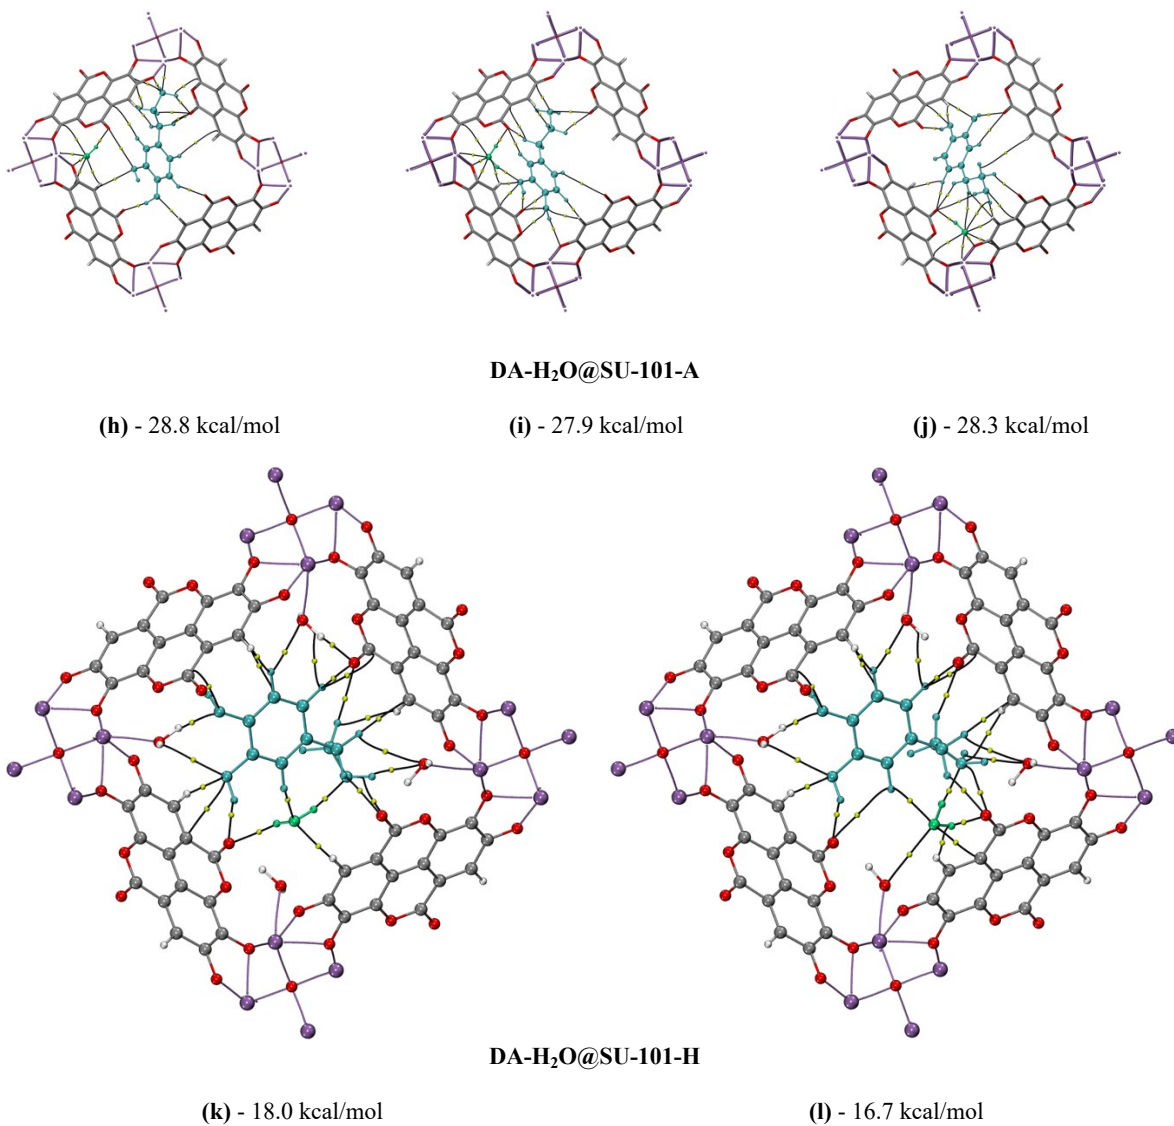 DA-H₂O@SU-101-A
(h) - 28.8 kcal/mol (i) - 27.9 kcal/mol (j) - 28.3 kcal/mol
DA-H₂O@SU-101-H
(k) - 18.0 kcal/mol (l) - 16.7 kcal/mol